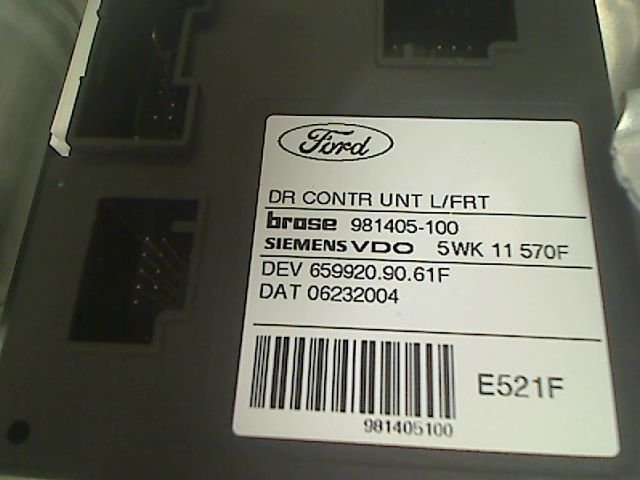 Ford
DR CONTR UNT L/FRT
brose 981405-100
SIEMENS VDO 5WK 11 570F
DEV 659920.90.61F
DAT 06232004
E521F
981405100